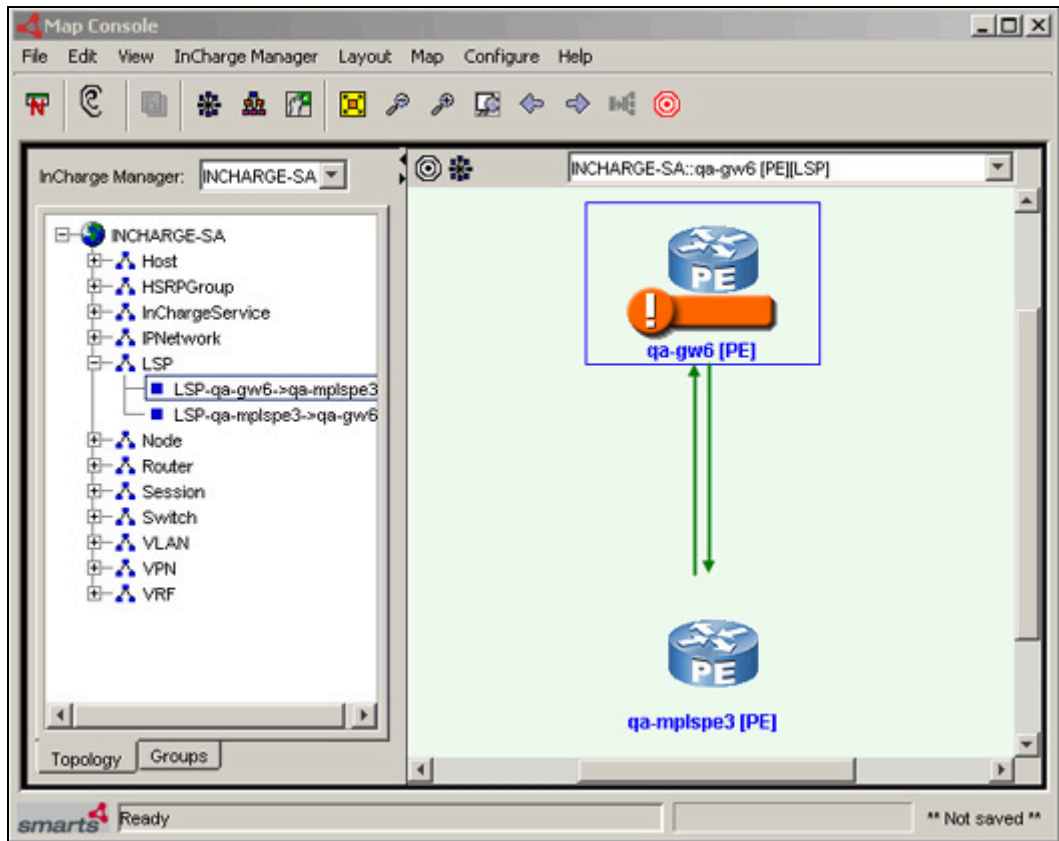 Map Console
File Edit View InCharge Manager Layout Map Configure Help
InCharge Manager: INCHARGE-SA
INCHARGE-SA::qa-gw6 [PE][LSP]
INCHARGE-SA
Host
HSRPGroup
InChargeService
IPNetwork
LSP
LSP-qa-gw6->qa-mplspe3
LSP-qa-mplspe3->qa-gw6
Node
Router
Session
Switch
VLAN
VPN
VRF
Topology Groups
PE
!
qa-gw6 [PE]
PE
qa-mplspe3 [PE]
smarts Ready ** Not saved **